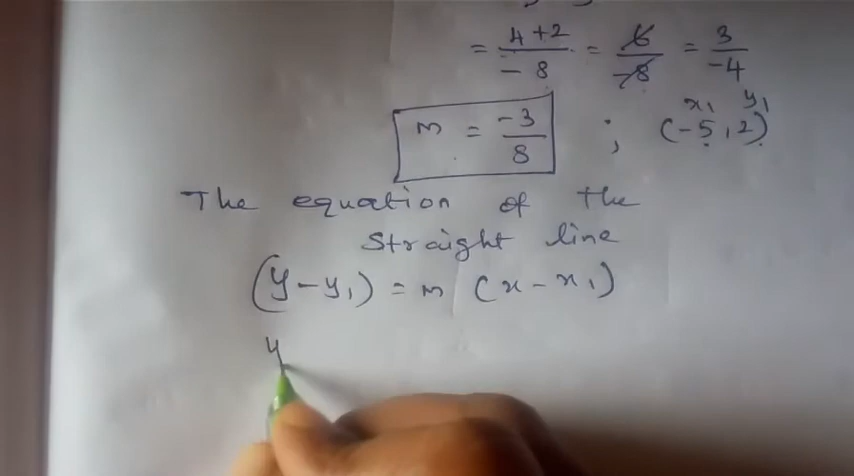 = 4+2/-8 = 6/-8 = 3/-4
x₁ y₁
m = -3/8 ; (-5, 2)
The equation of the
straight line
(y - y₁) = m (x - x₁)
y